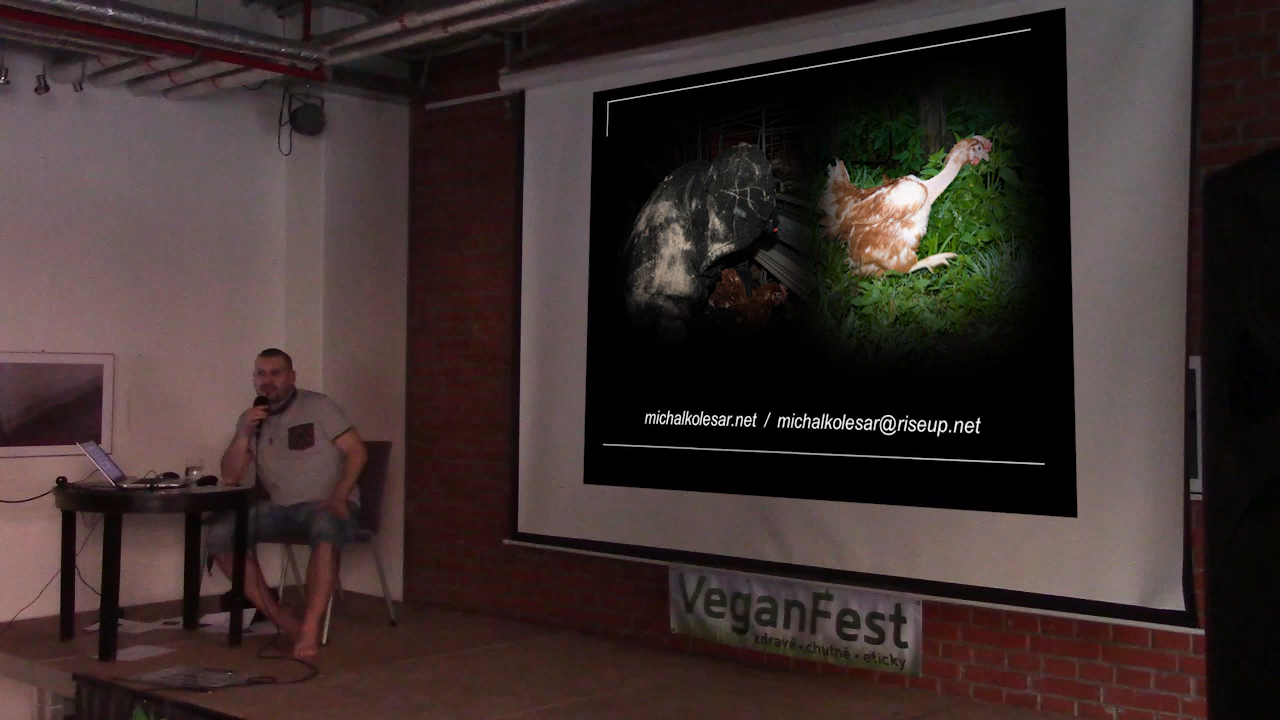 michalkolesar.net / michalkolesar@riseup.net
VeganFest
zdravě • chutně • eticky